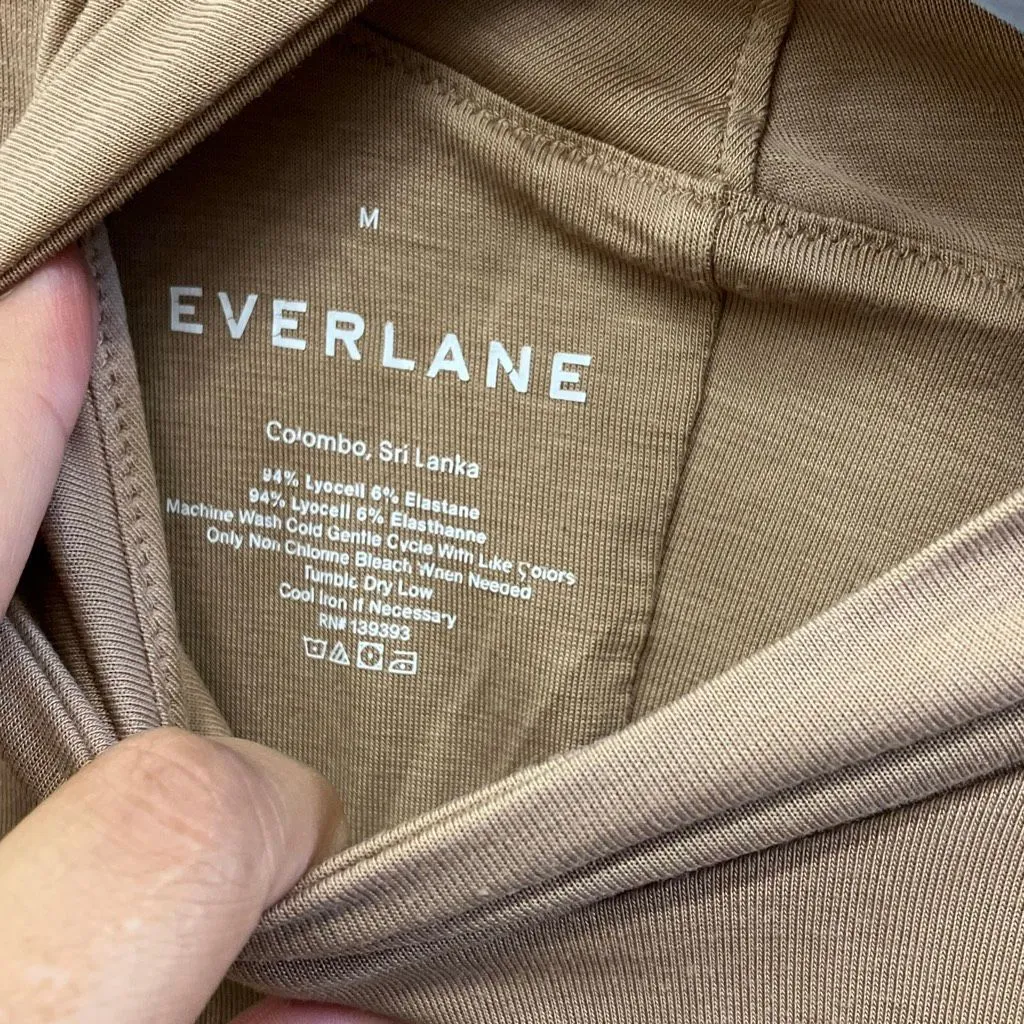 M
EVERLANE
Colombo, Sri Lanka
94% Lyocell 6% Elastane
94% Lyocell 6% Elasthanne
Machine Wash Cold Gentle Cycle With Like Colors
Only Non Chlorine Bleach When Needed
Tumble Dry Low
Cool Iron If Necessary
RN# 139393